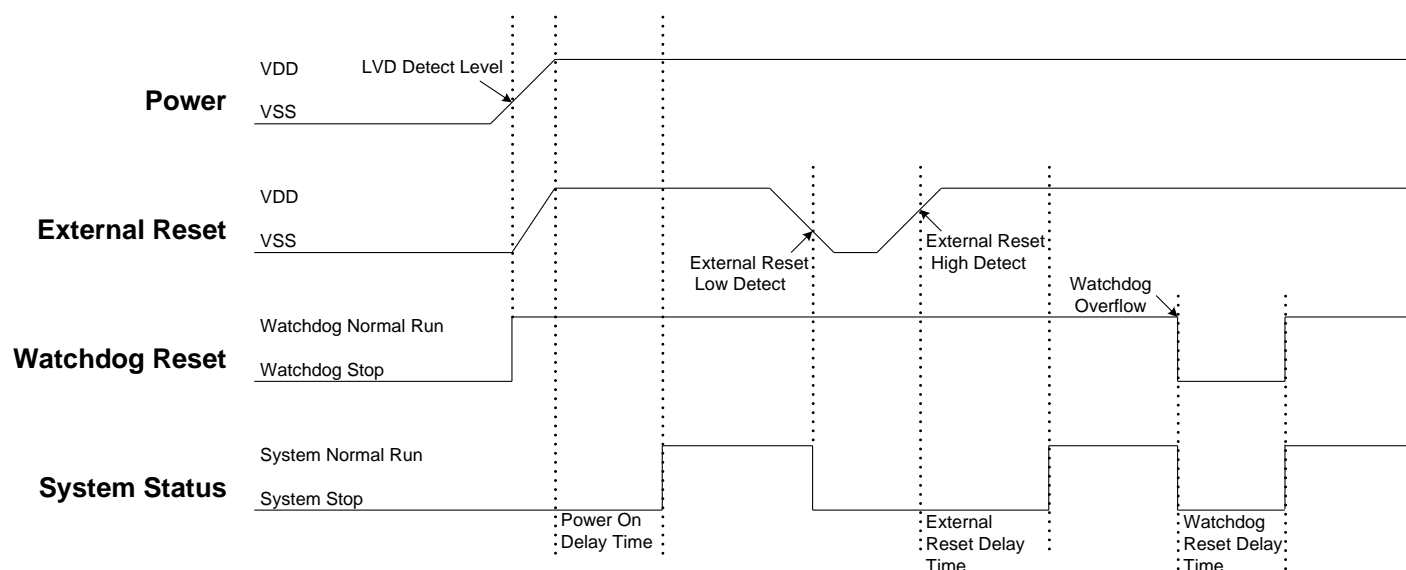 VDD
LVD Detect Level
Power
VSS
VDD
External Reset
VSS
External Reset
Low Detect
External Reset
High Detect
Watchdog
Overflow
Watchdog Normal Run
Watchdog Reset
Watchdog Stop
System Normal Run
System Status
System Stop
Power On
Delay Time
External
Reset Delay
Time
Watchdog
Reset Delay
Time